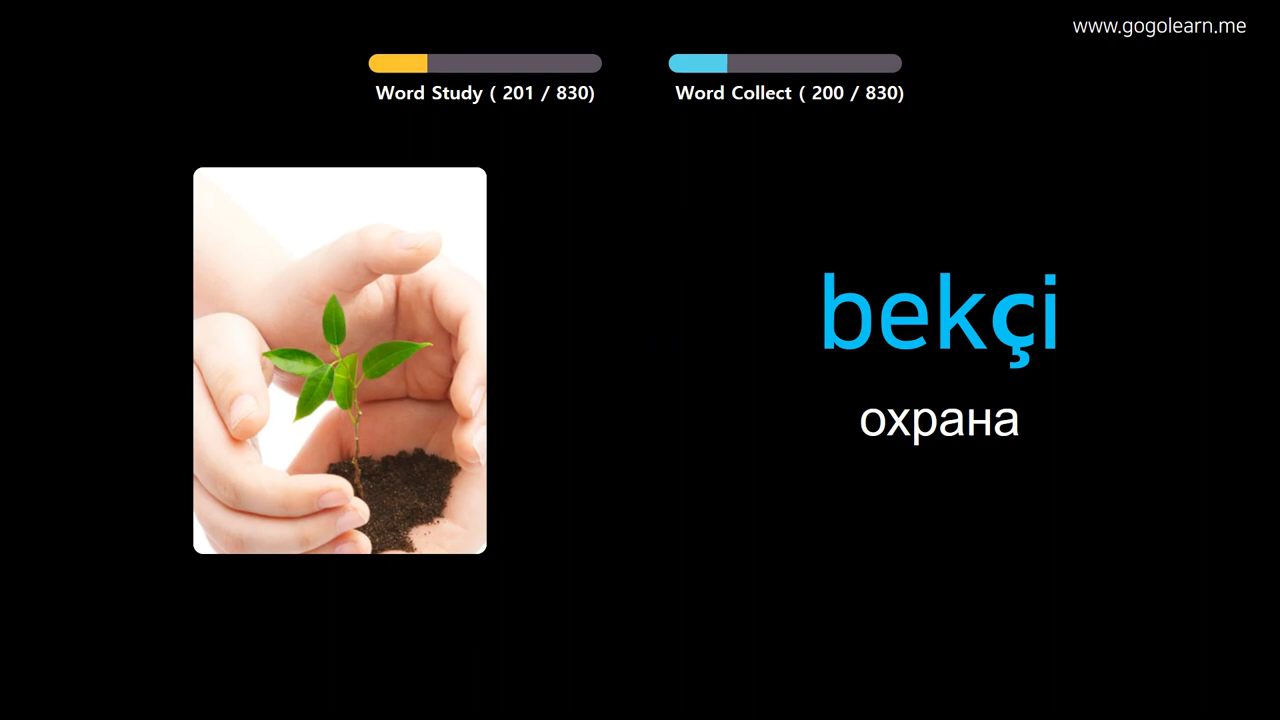 www.gogolearn.me
Word Study ( 201 / 830)
Word Collect ( 200 / 830)
bekçi
охрана